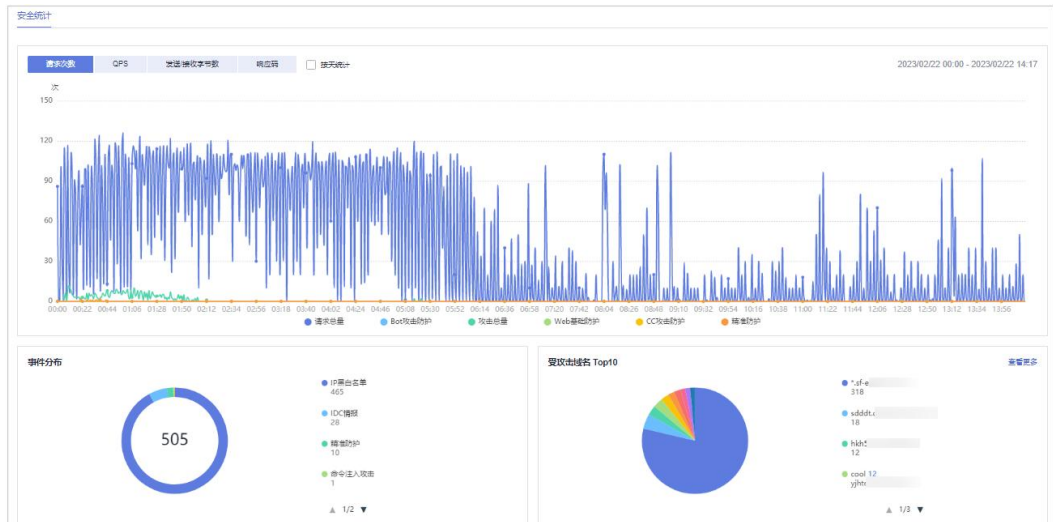 安全统计
请求次数 QPS 发送/接收字节数 响应码 按天统计 2023/02/22 00:00 - 2023/02/22 14:17
次
150
120
90
60
30
0
00:00 00:22 00:44 01:06 01:28 01:50 02:12 02:34 02:56 03:18 03:40 04:02 04:24 04:46 05:08 05:30 05:52 06:14 06:36 06:58 07:20 07:42 08:04 08:26 08:48 09:10 09:32 09:54 10:16 10:38 11:00 11:22 11:44 12:06 12:28 12:50 13:12 13:34 13:56
请求总量 Bot攻击防护 攻击总量 Web基础防护 CC攻击防护 精准防护
事件分布
505
IP黑白名单
465
IDC情报
28
精准防护
10
命令注入攻击
1
▲ 1/2 ▼
受攻击域名 Top10 查看更多
*.sf-e
318
sdddt.
18
hkh
12
cool 12
yjht
▲ 1/3 ▼